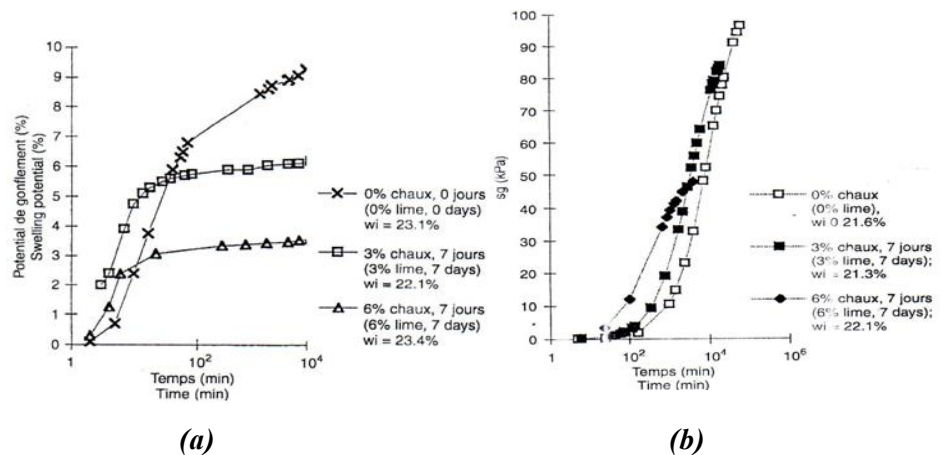 Potential de gonflement (%)
Swelling potential (%)
10
9
8
7
6
5
4
3
2
1
0
1
10²
10⁴
Temps (min)
Time (min)
0% chaux, 0 jours
(0% lime, 0 days)
wi = 23.1%
3% chaux, 7 jours
(3% lime, 7 days)
wi = 22.1%
6% chaux, 7 jours
(6% lime, 7 days)
wi = 23.4%
(a)
sg (kPa)
100
90
80
70
60
50
40
30
20
10
0
10⁰
10²
10⁴
10⁶
Temps (min)
Time (min)
0% chaux
(0% lime),
wi 0 21.6%
3% chaux, 7 jours
(3% lime, 7 days);
wi = 21.3%
6% chaux, 7 jours
(6% lime, 7 days);
wi = 22.1%
(b)